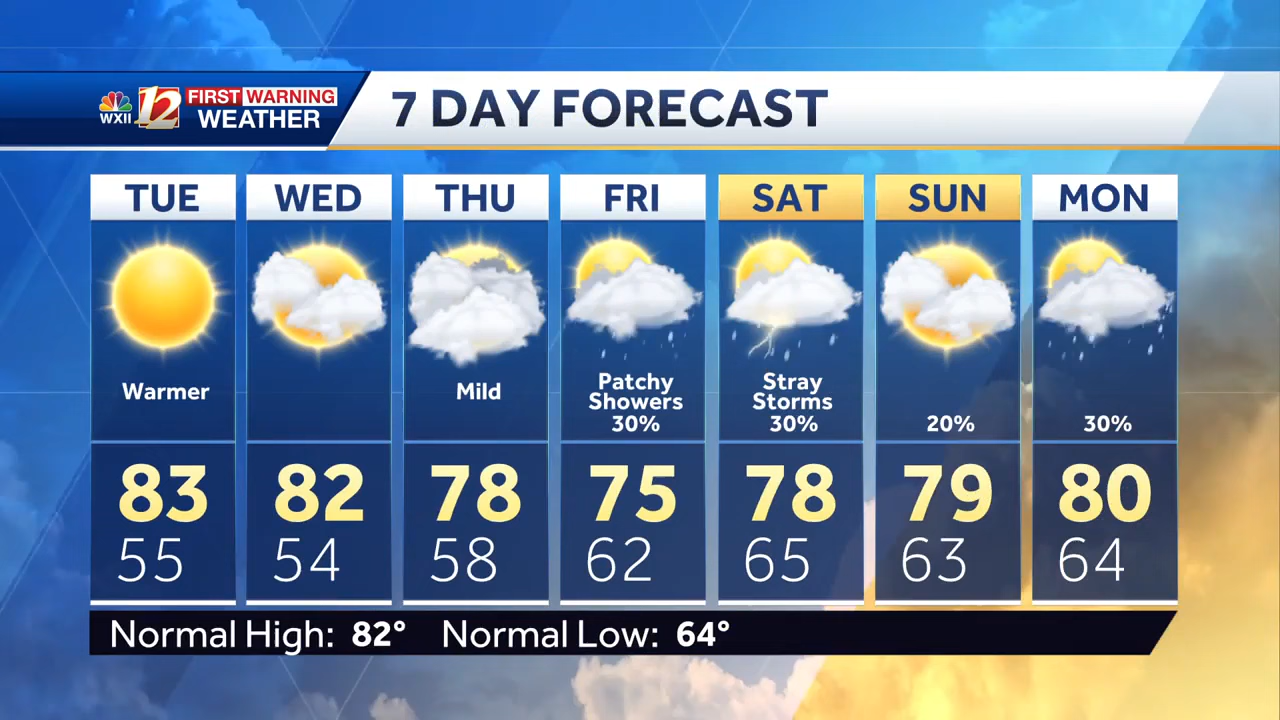 WXII 12 FIRST WARNING
WEATHER
7 DAY FORECAST
TUE
Warmer
83
55
WED
82
54
THU
Mild
78
58
FRI
Patchy
Showers
30%
75
62
SAT
Stray
Storms
30%
78
65
SUN
20%
79
63
MON
30%
80
64
Normal High: 82° Normal Low: 64°